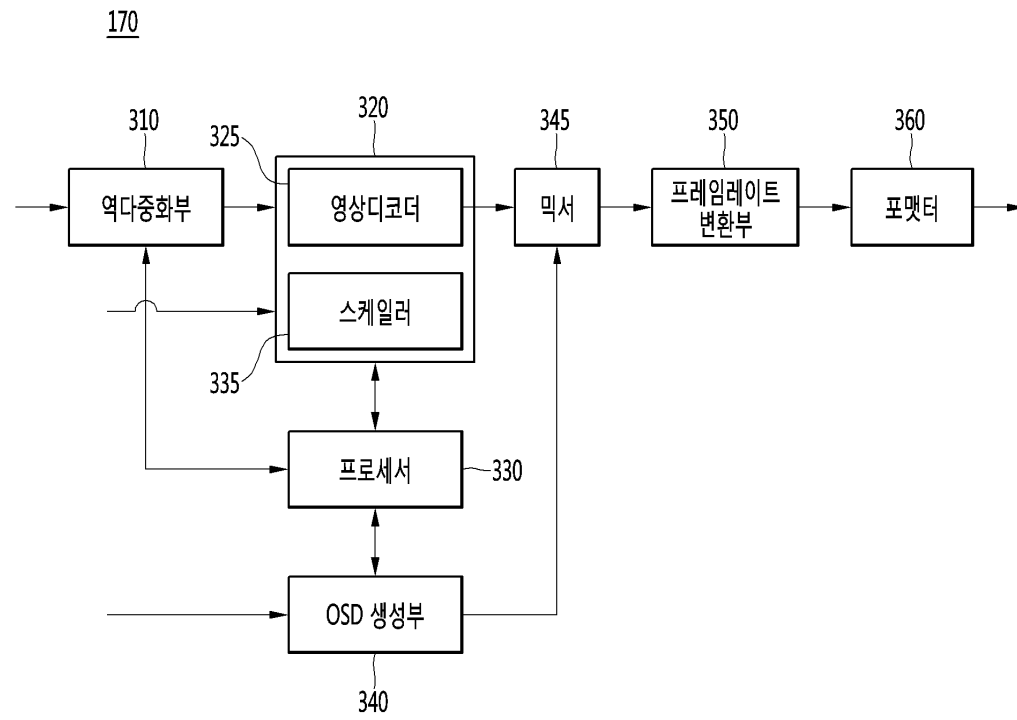 170
310
320
325
345
350
360
역다중화부
영상디코더
믹서
프레임레이트
변환부
포맷터
스케일러
335
프로세서
330
OSD 생성부
340